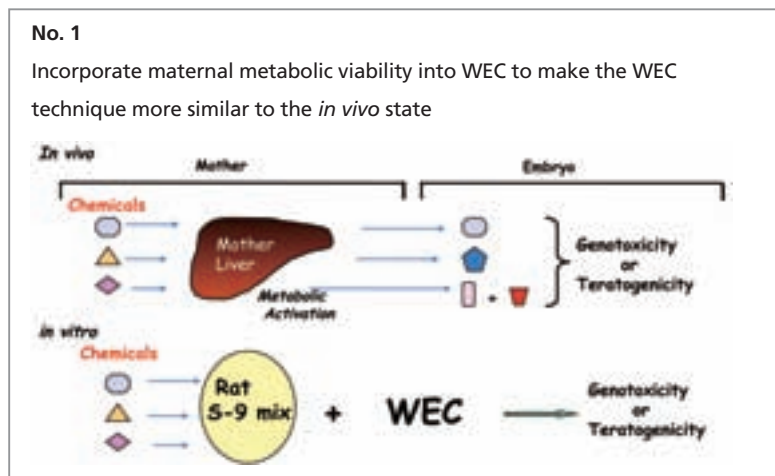 No. 1
Incorporate maternal metabolic viability into WEC to make the WEC
technique more similar to the in vivo state
In vivo
Mother
Embryo
Chemicals
Mother
Liver
Metabolic
Activation
+
Genotoxicity
or
Teratogenicity
in vitro
Chemicals
Rat
S-9 mix
+
WEC
Genotoxicity
or
Teratogenicity